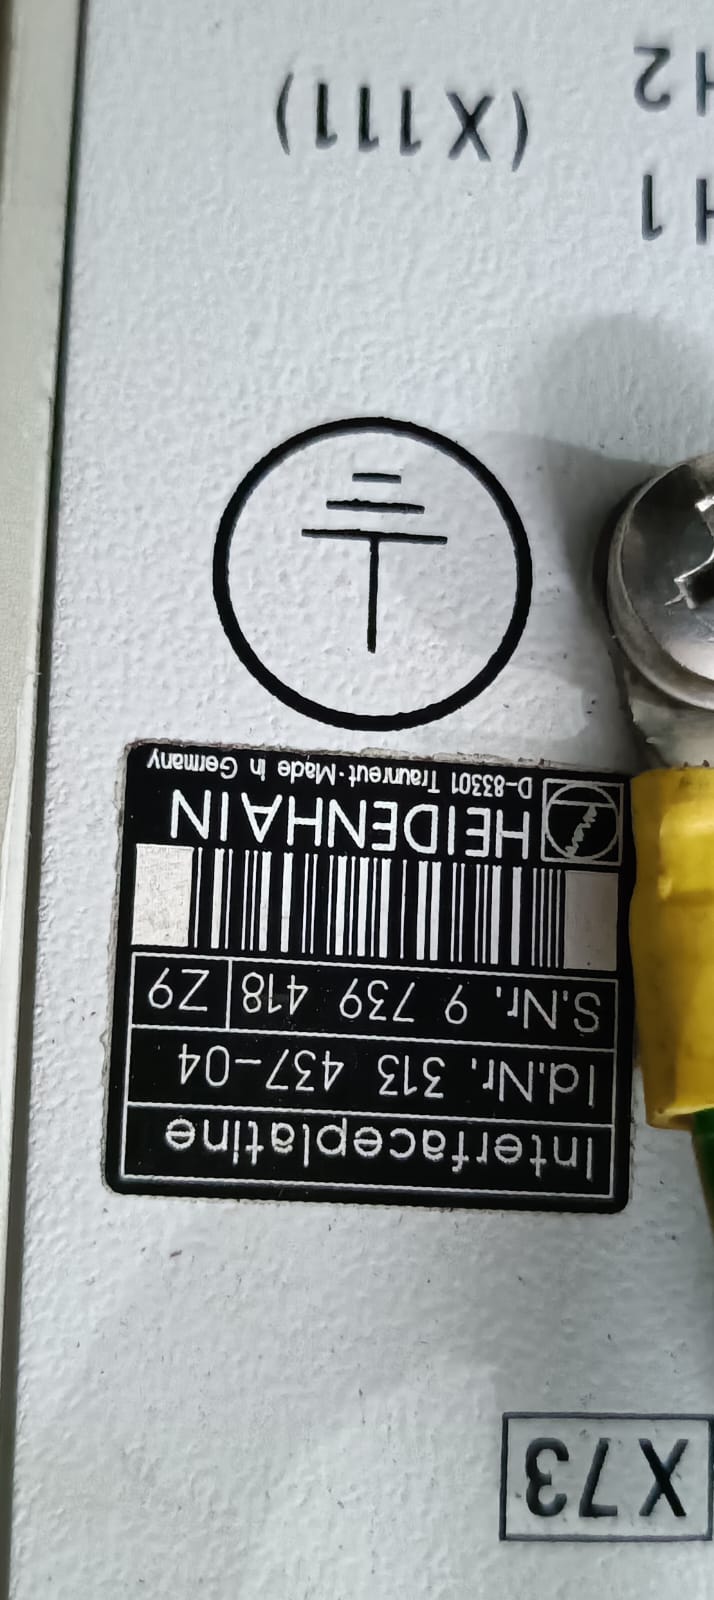 X73
Interfaceplatine
Id.Nr. 313 437-04
S.Nr. 9 739 418 Z9
HEIDENHAIN
D-83301 Traunreut·Made in Germany
H1
(X111)
H2